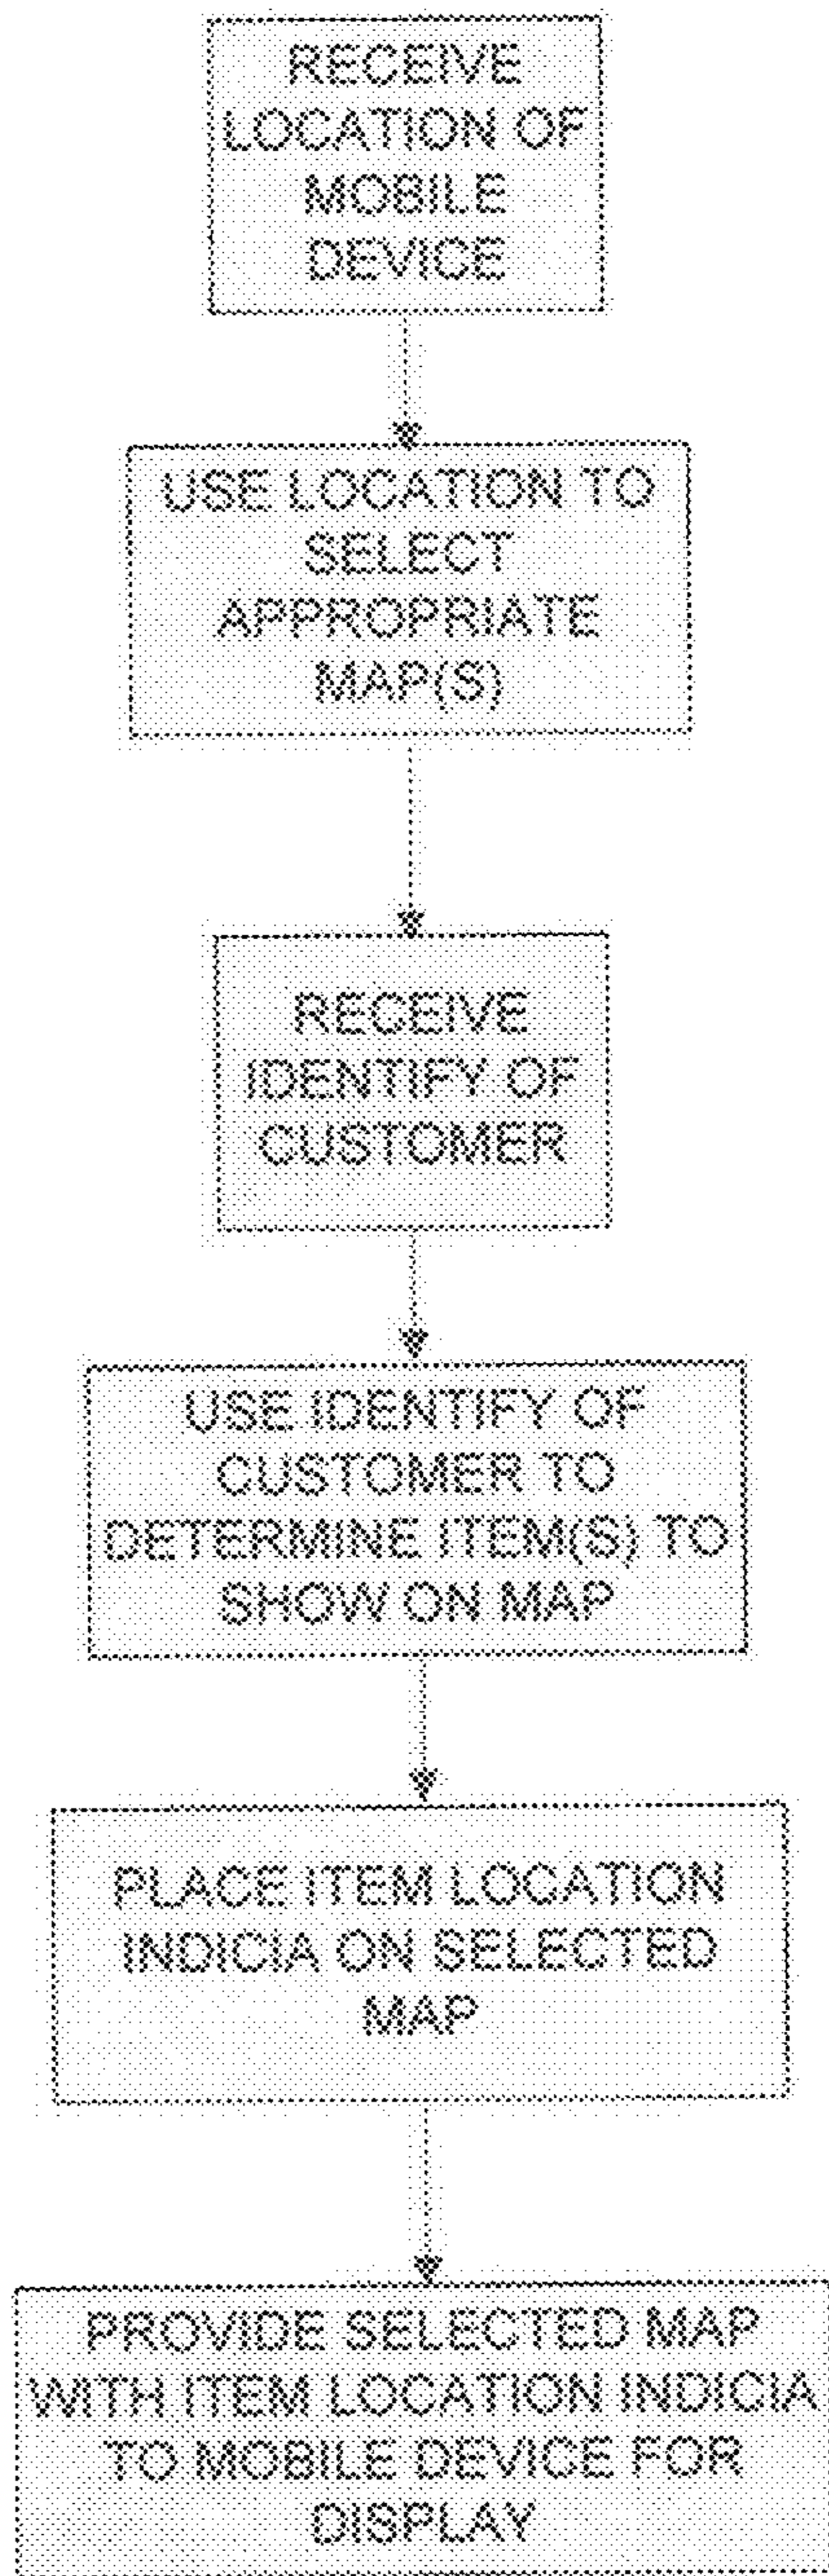 RECEIVE
LOCATION OF
MOBILE
DEVICE
USE LOCATION TO
SELECT
APPROPRIATE
MAP(S)
RECEIVE
IDENTIFY OF
CUSTOMER
USE IDENTIFY OF
CUSTOMER TO
DETERMINE ITEM(S) TO
SHOW ON MAP
PLACE ITEM LOCATION
INDICIA ON SELECTED
MAP
PROVIDE SELECTED MAP
WITH ITEM LOCATION INDICIA
TO MOBILE DEVICE FOR
DISPLAY